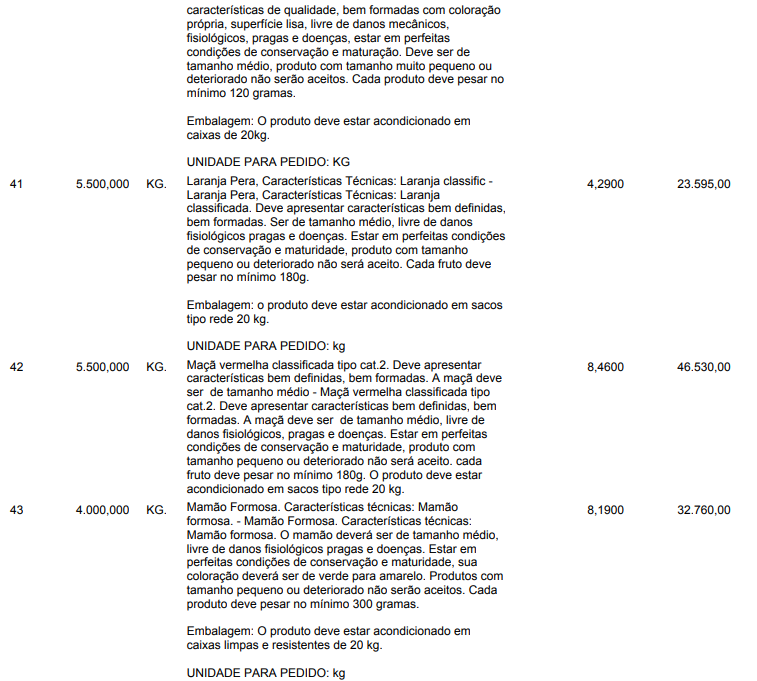 características de qualidade, bem formadas com coloração
própria, superfície lisa, livre de danos mecânicos,
fisiológicos, pragas e doenças, estar em perfeitas
condições de conservação e maturação. Deve ser de
tamanho médio, produto com tamanho muito pequeno ou
deteriorado não serão aceitos. Cada produto deve pesar no
mínimo 120 gramas.
Embalagem: O produto deve estar acondicionado em
caixas de 20kg.
UNIDADE PARA PEDIDO: KG
41 5.500,000 KG. Laranja Pera, Características Técnicas: Laranja classific - 4,2900 23.595,00
Laranja Pera, Características Técnicas: Laranja
classificada. Deve apresentar características bem definidas,
bem formadas. Ser de tamanho médio, livre de danos
fisiológicos pragas e doenças. Estar em perfeitas condições
de conservação e maturidade, produto com tamanho
pequeno ou deteriorado não será aceito. Cada fruto deve
pesar no mínimo 180g.
Embalagem: o produto deve estar acondicionado em sacos
tipo rede 20 kg.
UNIDADE PARA PEDIDO: kg
42 5.500,000 KG. Maçã vermelha classificada tipo cat.2. Deve apresentar 8,4600 46.530,00
características bem definidas, bem formadas. A maçã deve
ser de tamanho médio - Maçã vermelha classificada tipo
cat.2. Deve apresentar características bem definidas, bem
formadas. A maçã deve ser de tamanho médio, livre de
danos fisiológicos, pragas e doenças. Estar em perfeitas
condições de conservação e maturidade, produto com
tamanho pequeno ou deteriorado não será aceito. cada
fruto deve pesar no mínimo 180g. O produto deve estar
acondicionado em sacos tipo rede 20 kg.
43 4.000,000 KG. Mamão Formosa. Características técnicas: Mamão 8,1900 32.760,00
formosa. - Mamão Formosa. Características técnicas:
Mamão formosa. O mamão deverá ser de tamanho médio,
livre de danos fisiológicos pragas e doenças. Estar em
perfeitas condições de conservação e maturidade, sua
coloração deverá ser de verde para amarelo. Produtos com
tamanho pequeno ou deteriorado não serão aceitos. Cada
produto deve pesar no mínimo 300 gramas.
Embalagem: O produto deve estar acondicionado em
caixas limpas e resistentes de 20 kg.
UNIDADE PARA PEDIDO: kg